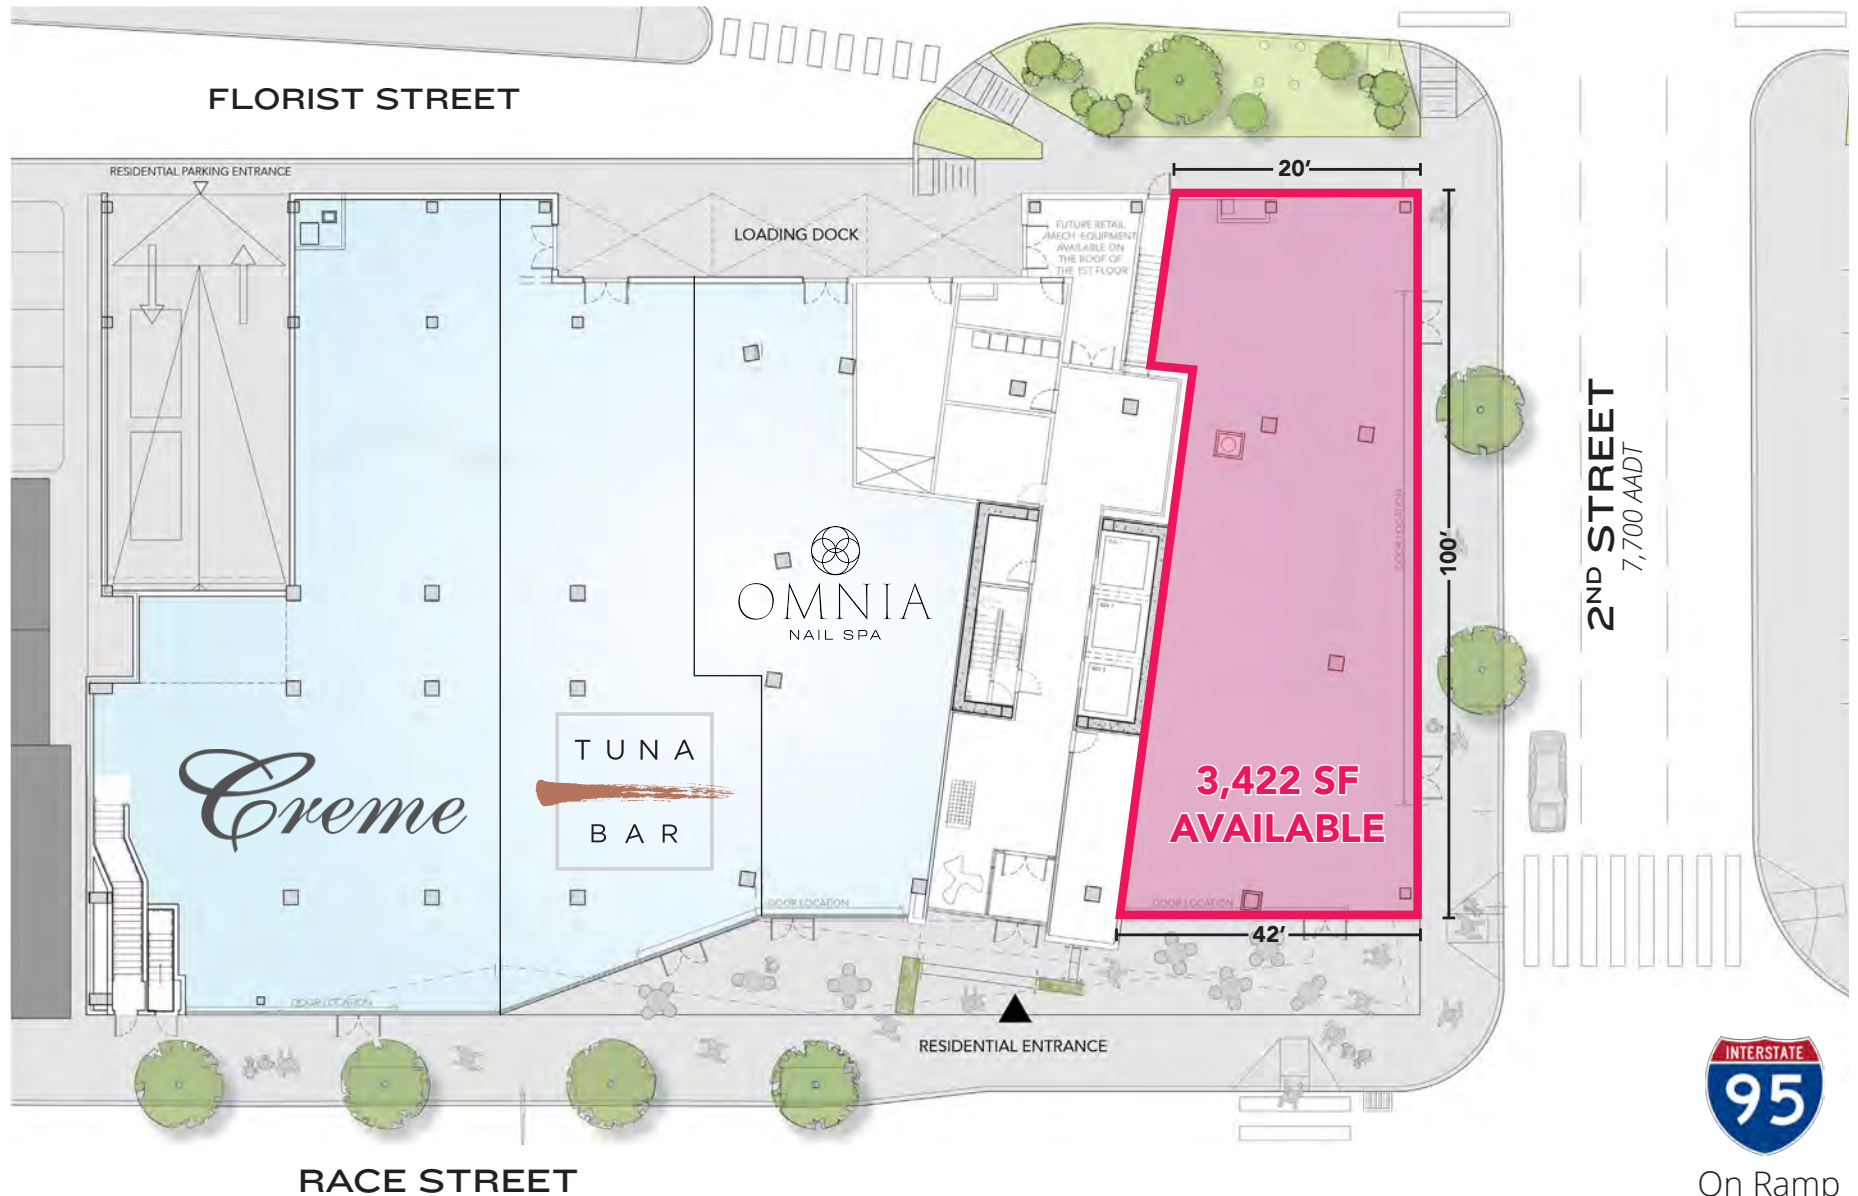 FLORIST STREET
RESIDENTIAL PARKING ENTRANCE
20'
LOADING DOCK
FUTURE RETAIL
MECH. EQUIPMENT
AVAILABLE ON
THE ROOF OF
THE 1ST FLOOR
2ND STREET
7,700 AADT
100'
DOOR LOCATION
OMNIA
NAIL SPA
TUNA
BAR
Creme
3,422 SF
AVAILABLE
DOOR LOCATION
DOOR LOCATION
42'
DOOR LOCATION
RESIDENTIAL ENTRANCE
INTERSTATE
95
On Ramp
RACE STREET